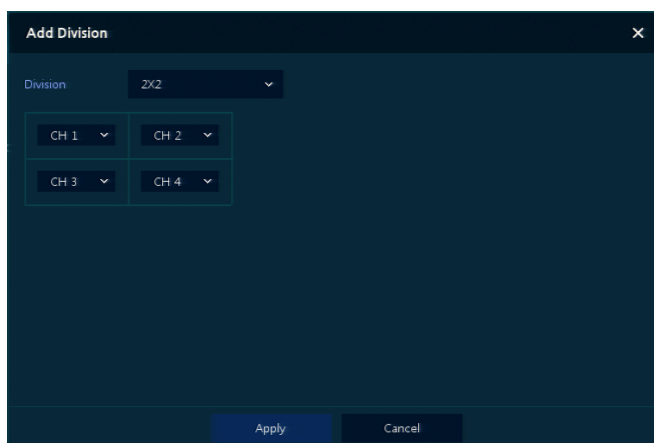 Add Division
Division 2X2
CH 1 CH 2
CH 3 CH 4
Apply Cancel